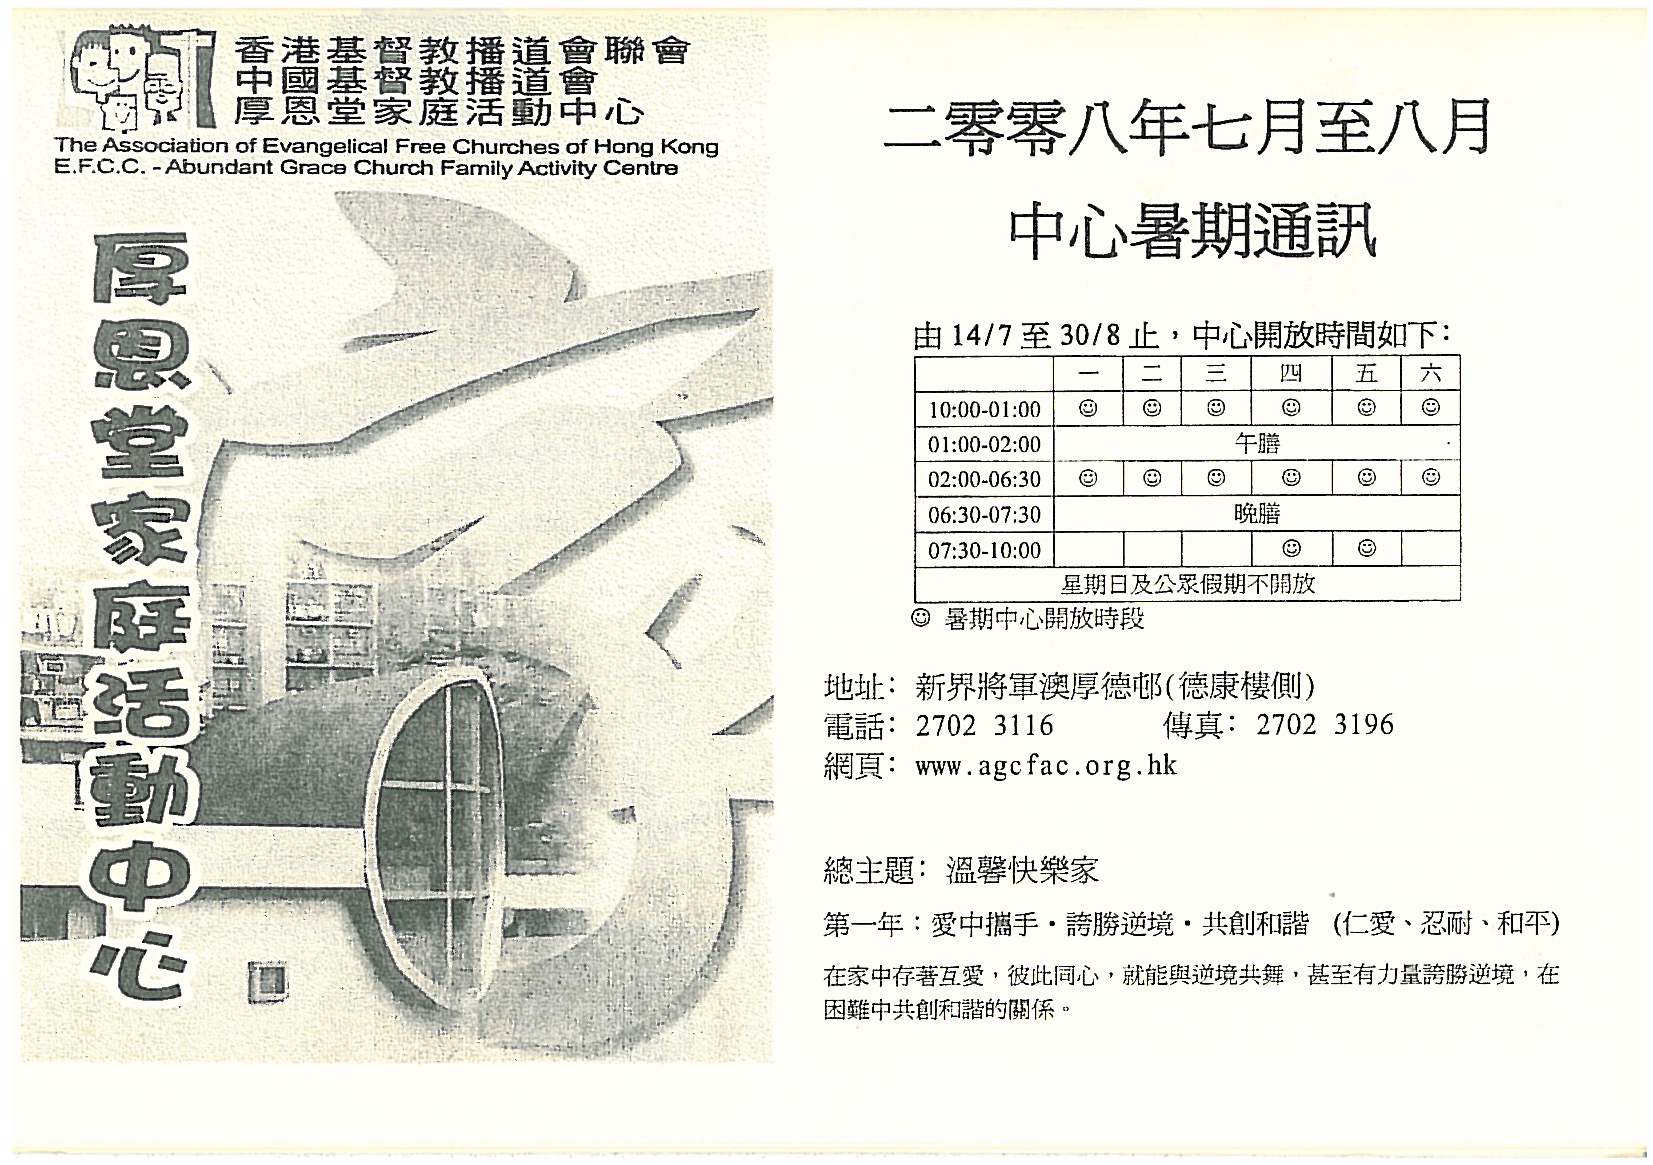 香港基督教播道會聯會
中國基督教播道會
厚恩堂家庭活動中心
The Association of Evangelical Free Churches of Hong Kong
E.F.C.C. - Abundant Grace Church Family Activity Centre
厚恩堂家庭活動中心
二零零八年七月至八月
中心暑期通訊
由 14/7 至 30/8 止，中心開放時間如下：
一 二 三 四 五 六
10:00-01:00 ☺ ☺ ☺ ☺ ☺ ☺
01:00-02:00 午膳
02:00-06:30 ☺ ☺ ☺ ☺ ☺ ☺
06:30-07:30 晚膳
07:30-10:00 ☺ ☺
星期日及公眾假期不開放
☺ 暑期中心開放時段
地址：新界將軍澳厚德邨(德康樓側)
電話：2702 3116 傳真：2702 3196
網頁：www.agcfac.org.hk
總主題：溫馨快樂家
第一年：愛中攜手・誇勝逆境・共創和諧 (仁愛、忍耐、和平)
在家中存著互愛，彼此同心，就能與逆境共舞，甚至有力量誇勝逆境，在
困難中共創和諧的關係。